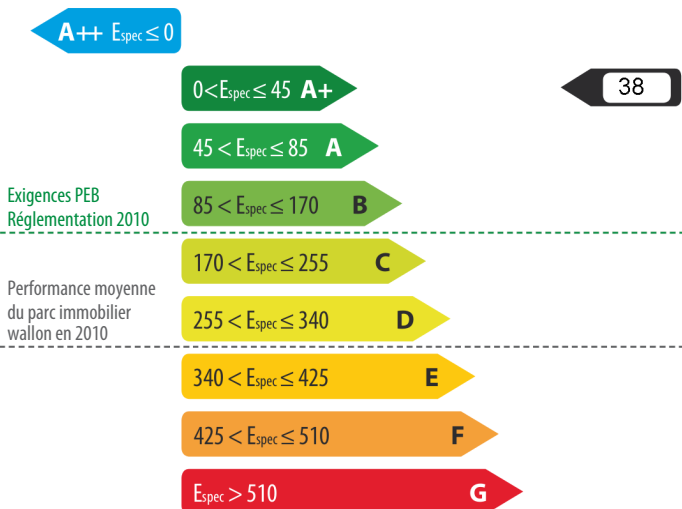 A++ Espec ≤ 0
0<Espec ≤ 45 A+
38
45 < Espec ≤ 85 A
Exigences PEB
Réglementation 2010
85 < Espec ≤ 170 B
170 < Espec ≤ 255 C
Performance moyenne
du parc immobilier
wallon en 2010
255 < Espec ≤ 340 D
340 < Espec ≤ 425 E
425 < Espec ≤ 510 F
Espec > 510 G